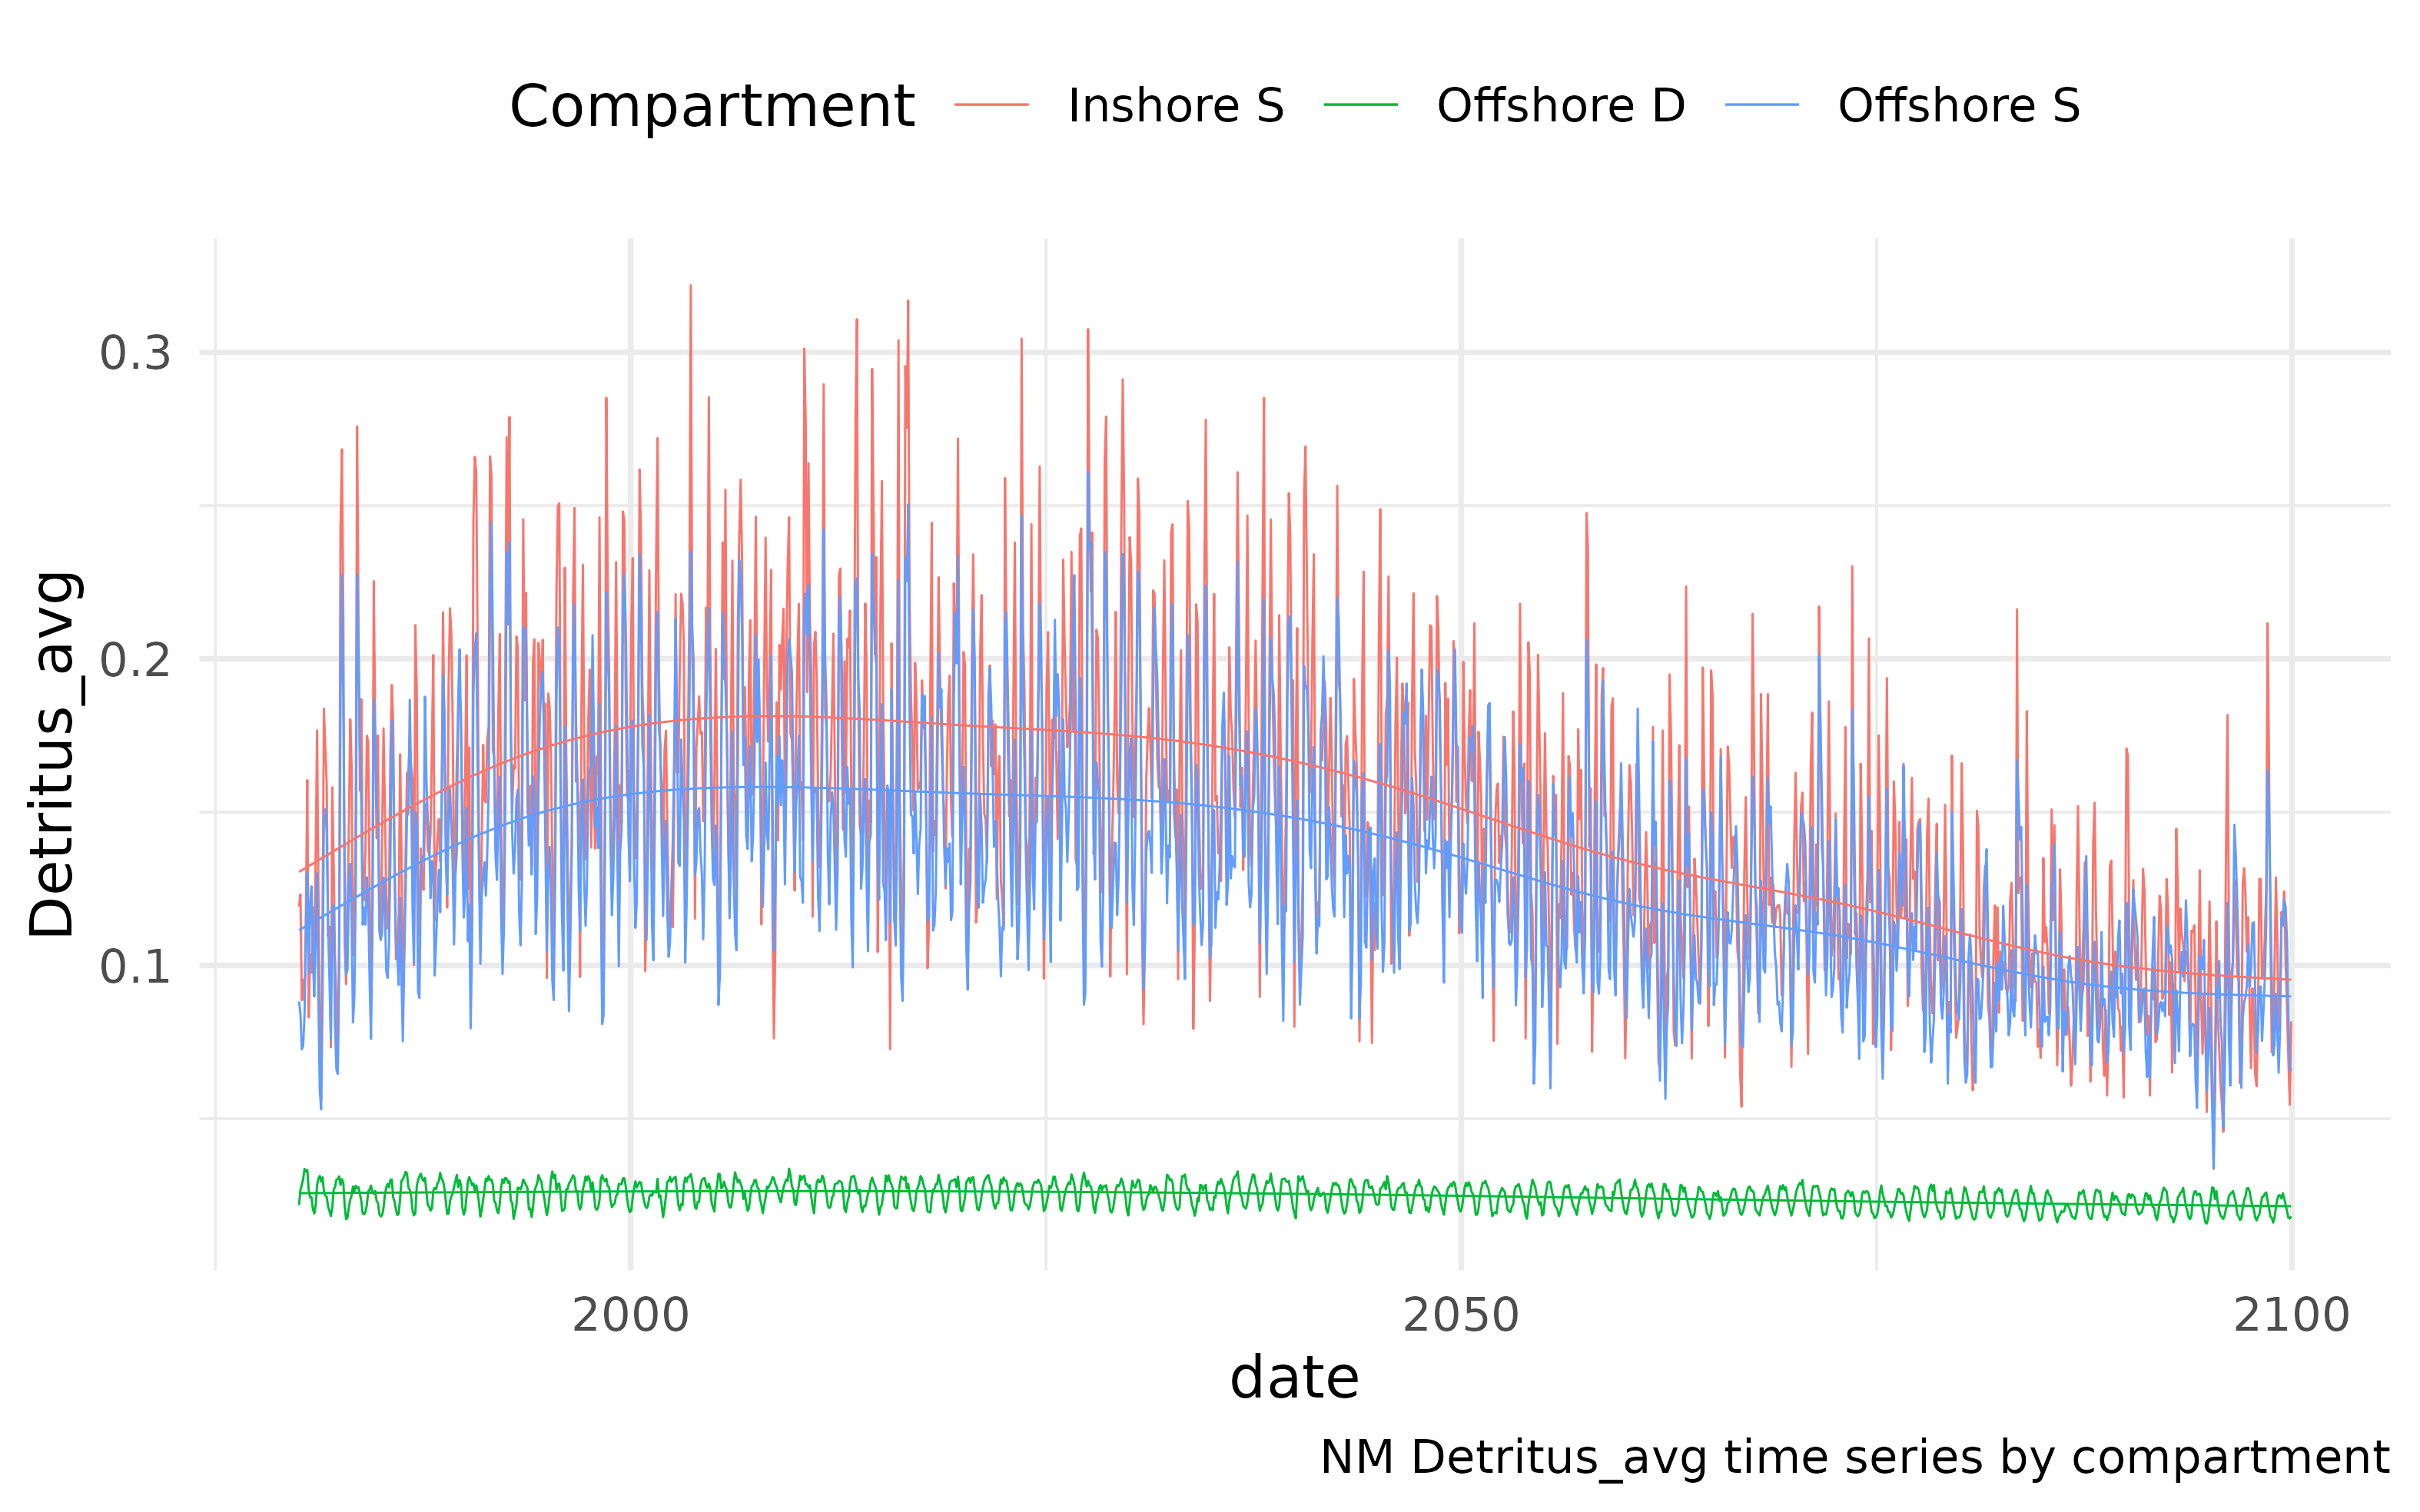 Compartment Inshore S Offshore D Offshore S
0.3
0.2
0.1
Detritus_avg
2000 2050 2100
date
NM Detritus_avg time series by compartment